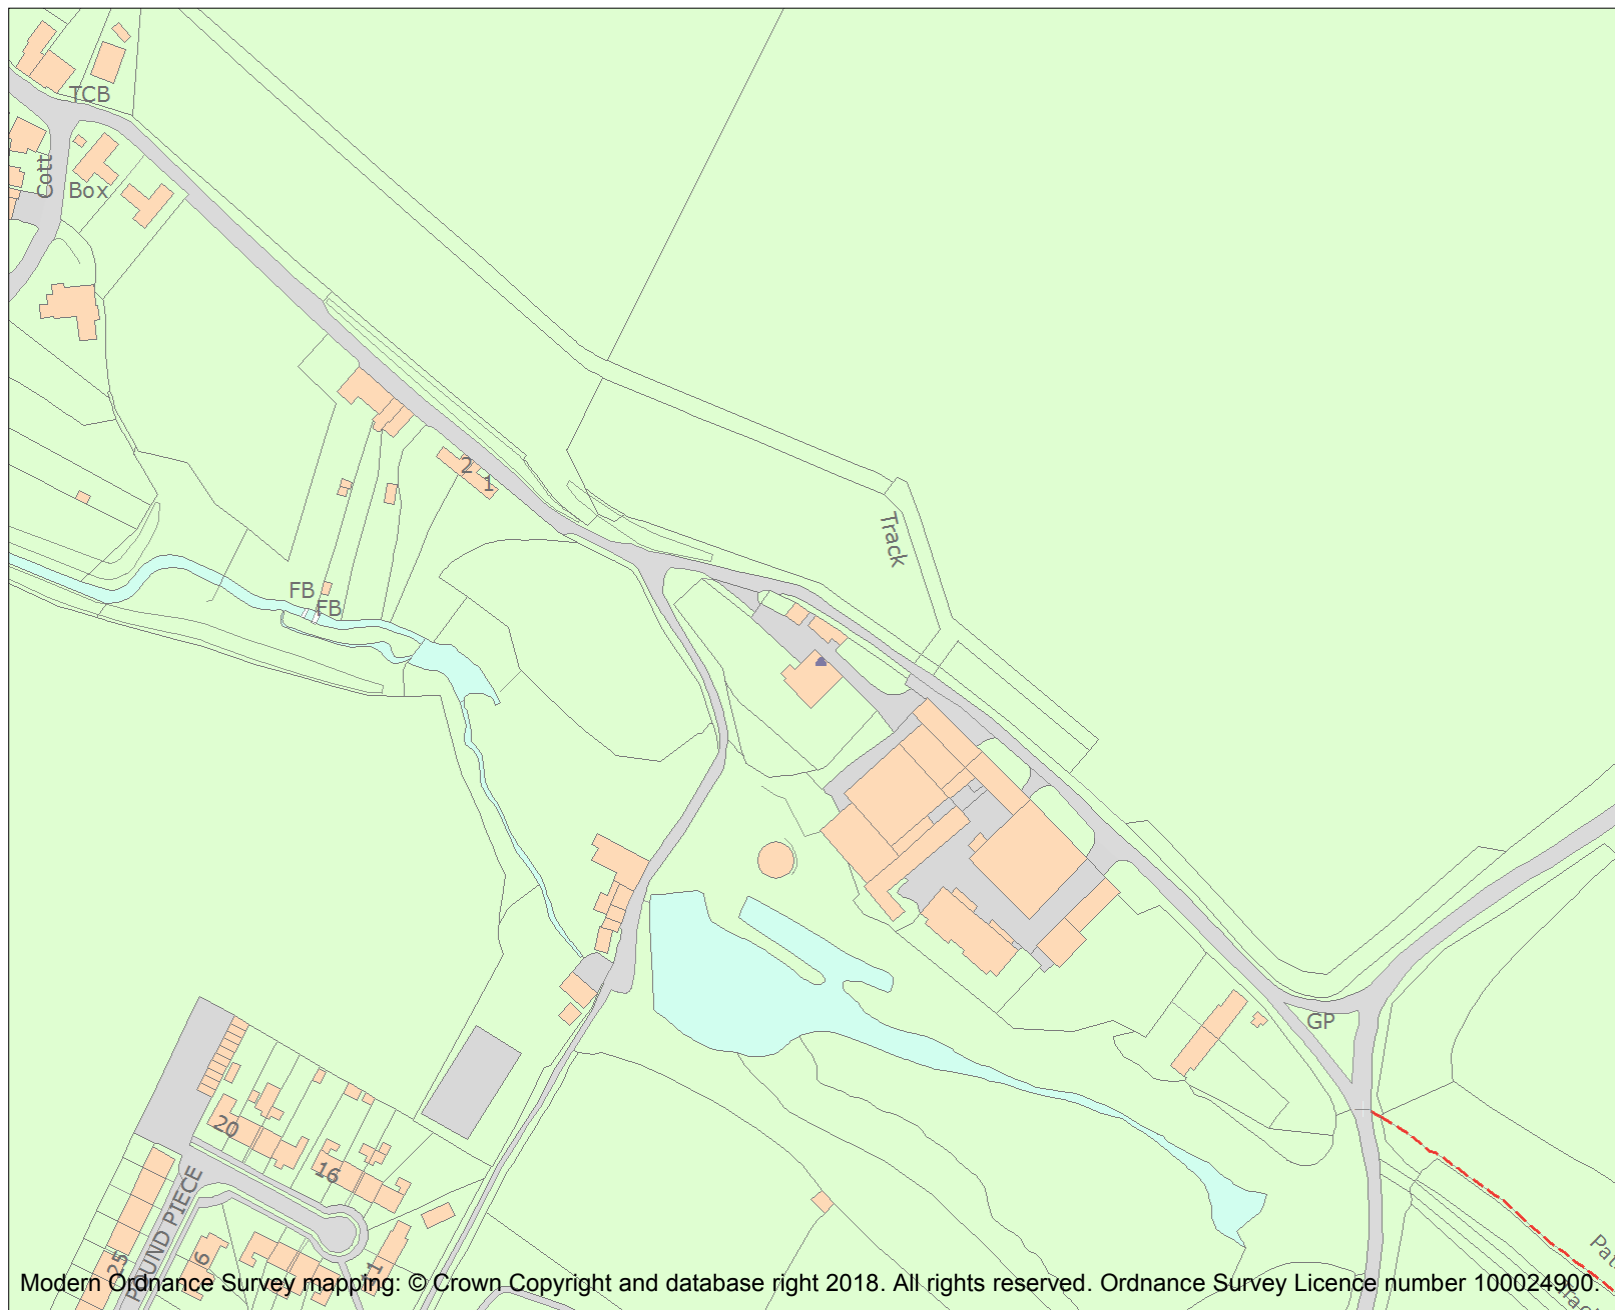 TCB
Cott
Box
2
1
Track
FB
FB
GP
20
16
POUND PIECE
25
6
11
Modern Ordnance Survey mapping: © Crown Copyright and database right 2018. All rights reserved. Ordnance Survey Licence number 100024900.